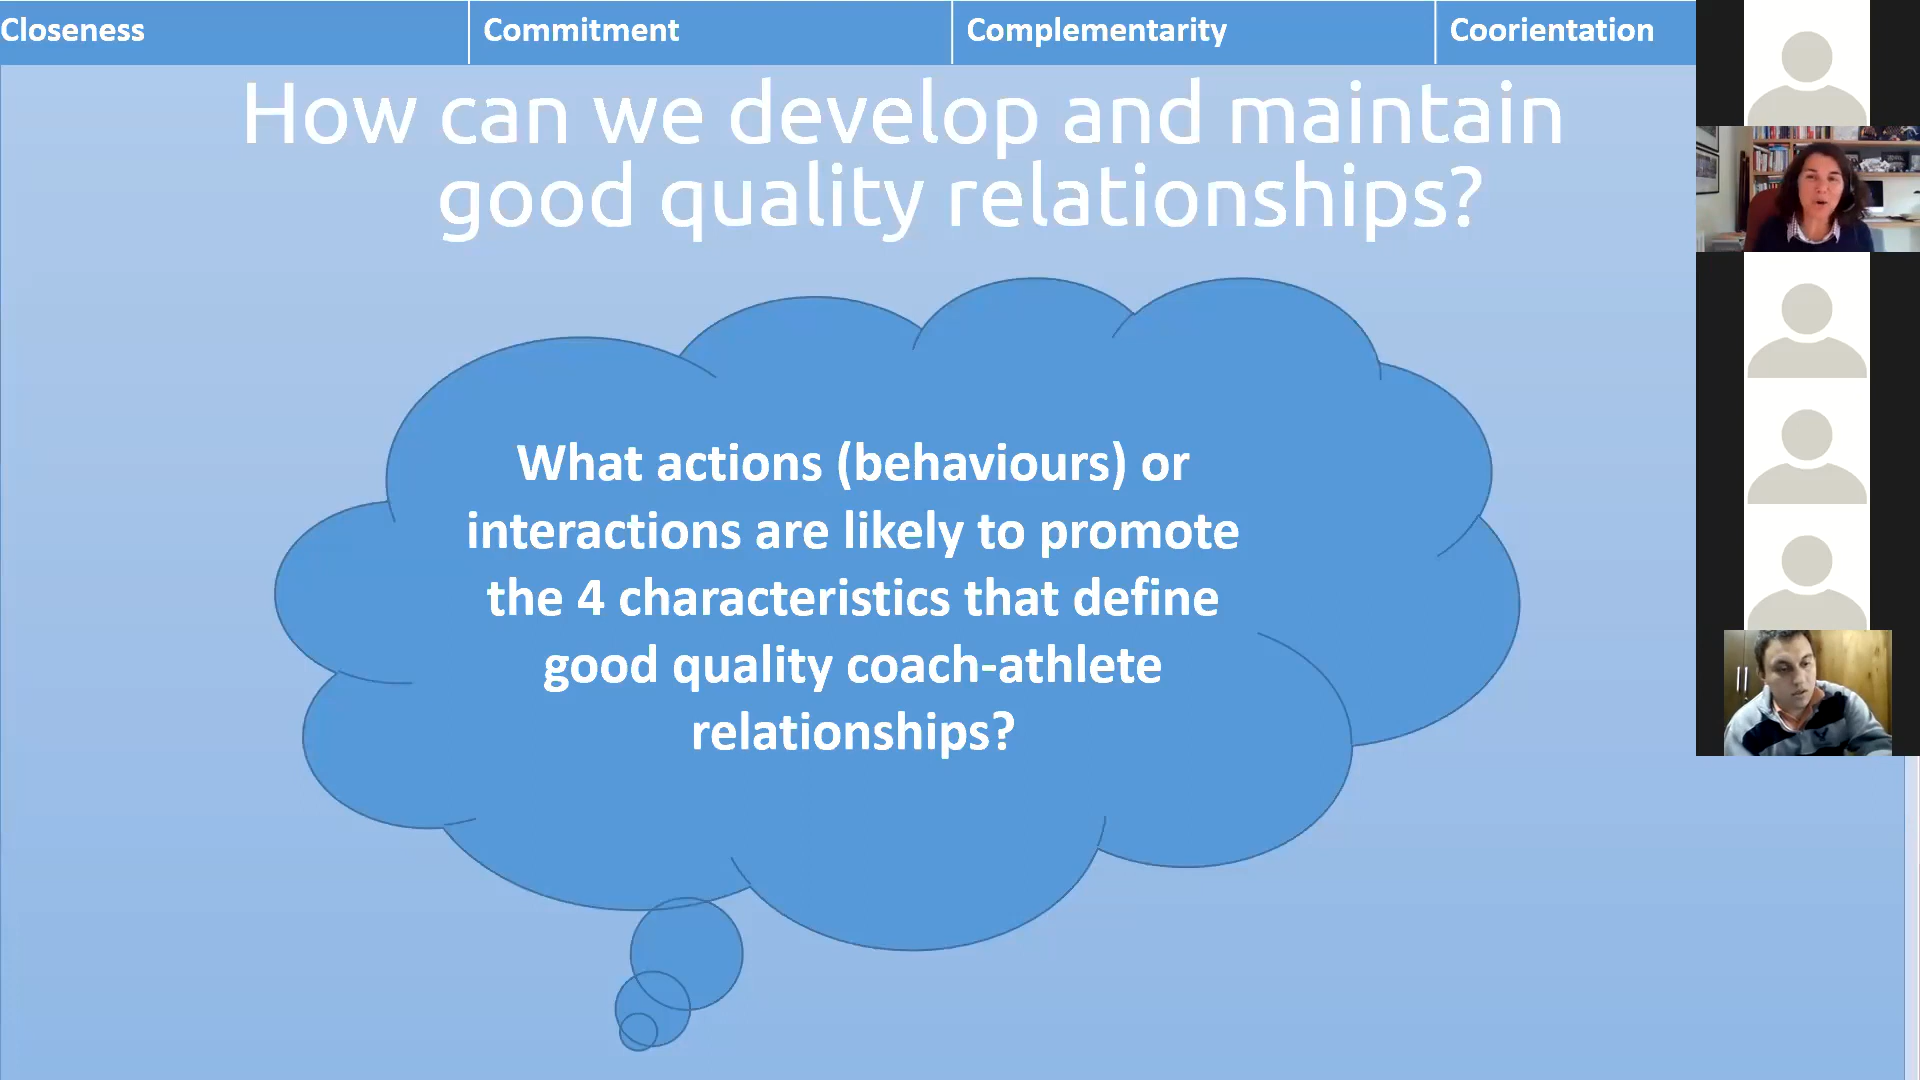 Closeness
Commitment
Complementarity
Coorientation
How can we develop and maintain
good quality relationships?
What actions (behaviours) or
interactions are likely to promote
the 4 characteristics that define
good quality coach-athlete
relationships?